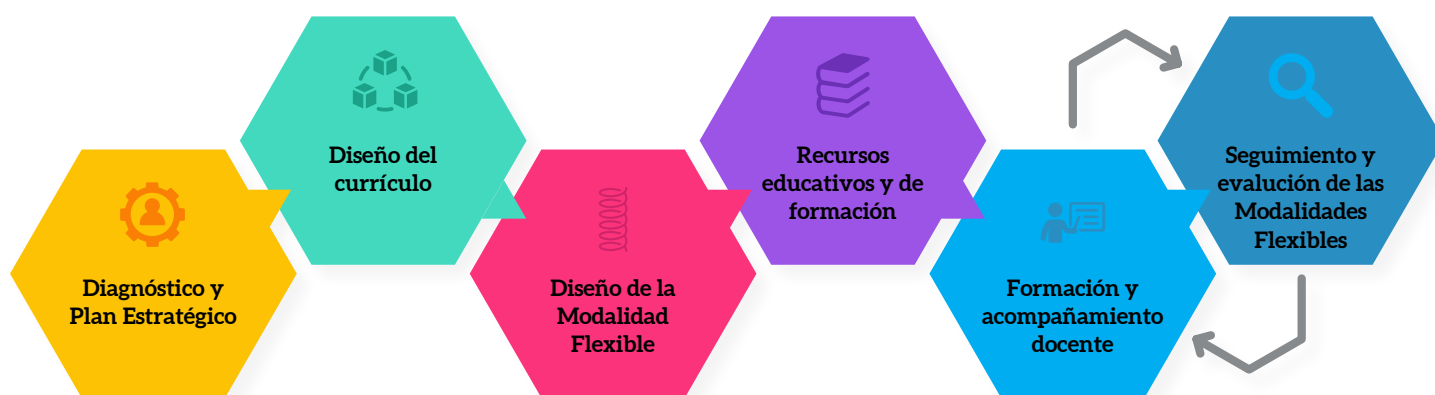 Diagnóstico y
Plan Estratégico
Diseño del
currículo
Diseño de la
Modalidad
Flexible
Recursos
educativos y de
formación
Formación y
acompañamiento
docente
Seguimiento y
evalución de las
Modalidades
Flexibles